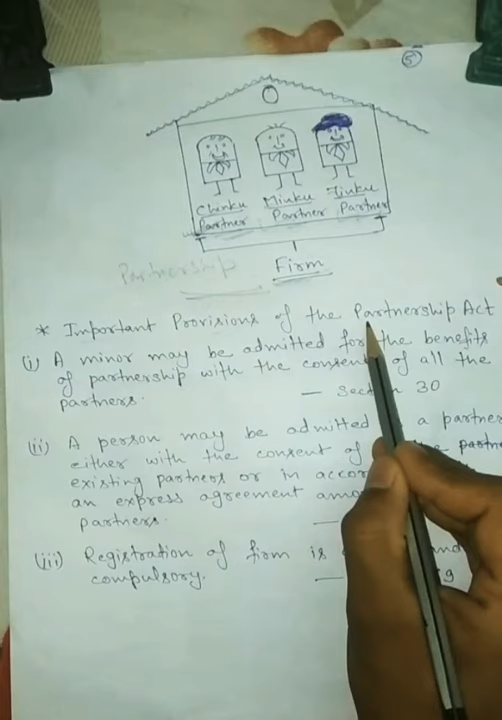 5
Chinku Minku Tinku
Partner Partner Partner
Partnership Firm
* Important Provisions of the Partnership Act
(i) A minor may be admitted for the benefits
of partnership with the consent of all the
partners. — Section 30
(ii) A person may be admitted a partner
either with the consent of the
existing partners or in
an express agreement
partners. —
(iii) Registration of firm is
compulsory. — 9